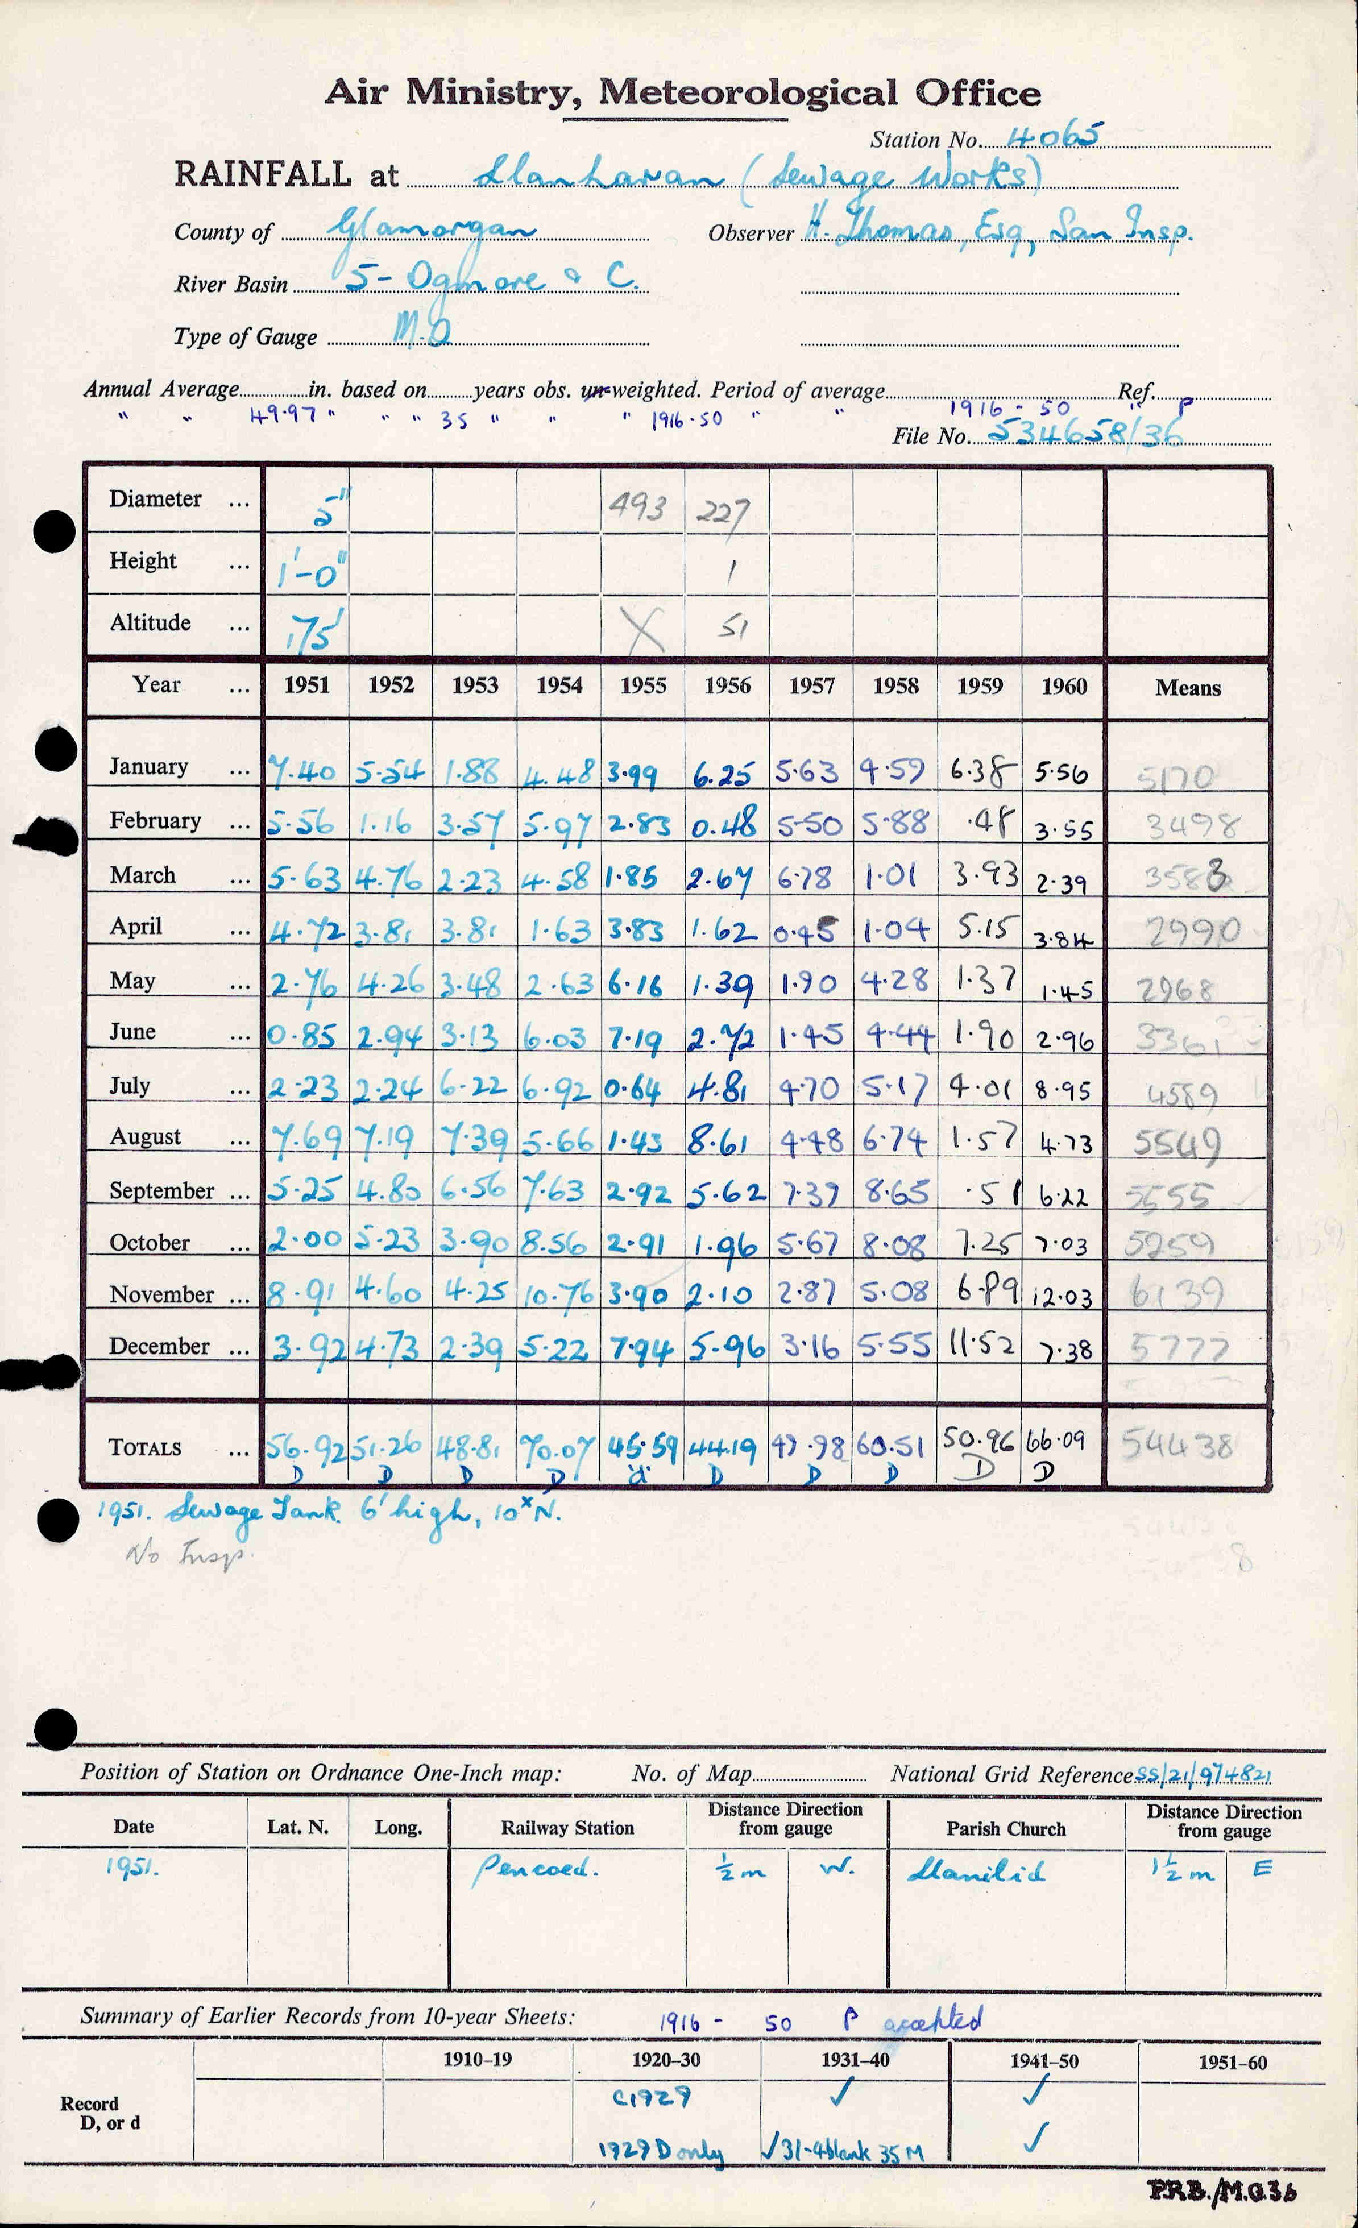 Air Ministry, Meteorological Office
Station No. 4065
RAINFALL at Llanharan (Sewage Works)
County of Glamorgan Observer H. Thomas, Esq, San Insp.
River Basin 5 - Ogmore & C.
Type of Gauge M.O
Annual Average in. based on years obs. un-weighted. Period of average Ref.
" " 49.97 " " " 35 " " " 1916-50 " " 1916 - 50 " P
File No. 534658/36
Diameter ... 5" 493 227
Height ... 1'-0" 1
Altitude ... 175' X 51
Year ... 1951 1952 1953 1954 1955 1956 1957 1958 1959 1960 Means
January ... 7.40 5.54 1.88 4.48 3.99 6.25 5.63 4.59 6.38 5.56 5170
February ... 5.56 1.16 3.57 5.97 2.83 0.48 5.50 5.88 .48 3.55 3498
March ... 5.63 4.76 2.23 4.58 1.85 2.67 6.78 1.01 3.93 2.39 3583
April ... 4.72 3.81 3.81 1.63 3.83 1.62 0.45 1.04 5.15 3.84 2990
May ... 2.76 4.26 3.48 2.63 6.16 1.39 1.90 4.28 1.37 1.45 2968
June ... 0.85 2.94 3.13 6.03 7.19 2.72 1.45 4.44 1.90 2.96 3361
July ... 2.23 2.24 6.22 6.92 0.64 4.81 4.70 5.17 4.01 8.95 4589
August ... 7.69 7.19 7.39 5.66 1.43 8.61 4.48 6.74 1.57 4.73 5549
September ... 5.25 4.80 6.56 7.63 2.92 5.62 7.39 8.65 .51 6.22 5555
October ... 2.00 5.23 3.90 8.56 2.91 1.96 5.67 8.08 7.25 7.03 5259
November ... 8.91 4.60 4.25 10.76 3.90 2.10 2.87 5.08 6.89 12.03 6139
December ... 3.92 4.73 2.39 5.22 7.94 5.96 3.16 5.55 11.52 7.38 5777
TOTALS ... 56.92 51.26 48.81 70.07 45.59 44.19 49.98 60.51 50.96 66.09 54438
D D D D d D D D D D
1951. Sewage Tank 6' high, 10ˣ N.
No Insp.
Position of Station on Ordnance One-Inch map: No. of Map National Grid Reference SS/21/974821
Date Lat. N. Long. Railway Station Distance Direction from gauge Parish Church Distance Direction from gauge
1951. Pencoed. ½ m W. Llanilid 1½ m E
Summary of Earlier Records from 10-year Sheets: 1916 - 50 P accepted
1910–19 1920–30 1931–40 1941–50 1951–60
Record D, or d C1929 ✓ ✓
1929 D only ✓ 31-4 blank 35 M ✓
P.R.B./M.O.36